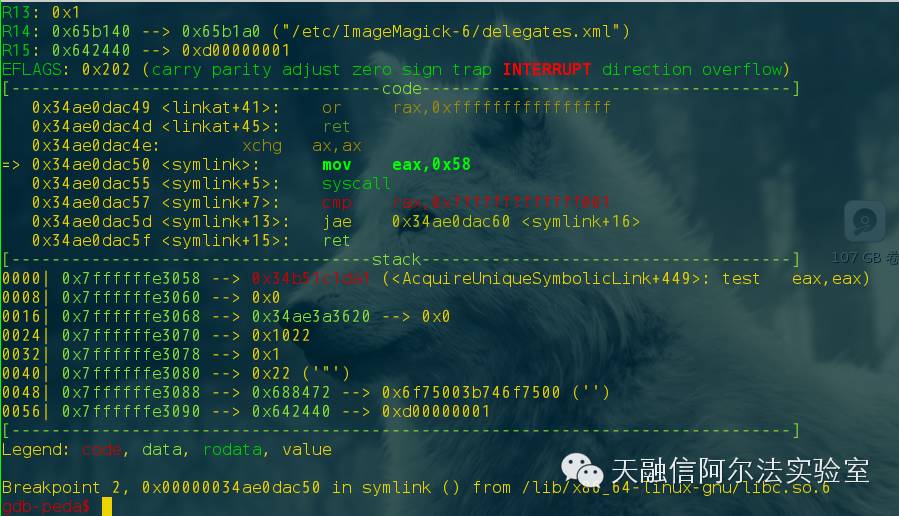 R13: 0x1
R14: 0x65b140 --> 0x65b1a0 ("/etc/ImageMagick-6/delegates.xml")
R15: 0x642440 --> 0xd00000001
EFLAGS: 0x202 (carry parity adjust zero sign trap INTERRUPT direction overflow)
[-------------------------------------code-------------------------------------]
   0x34ae0dac49 <linkat+41>:	or     rax,0xffffffffffffffff
   0x34ae0dac4d <linkat+45>:	ret
   0x34ae0dac4e:	xchg   ax,ax
=> 0x34ae0dac50 <symlink>:	mov    eax,0x58
   0x34ae0dac55 <symlink+5>:	syscall
   0x34ae0dac57 <symlink+7>:	cmp    rax,0xfffffffffffff001
   0x34ae0dac5d <symlink+13>:	jae    0x34ae0dac60 <symlink+16>
   0x34ae0dac5f <symlink+15>:	ret
[------------------------------------stack-------------------------------------]
0000| 0x7ffffffe3058 --> 0x34b51c1de1 (<AcquireUniqueSymbolicLink+449>: test   eax,eax)
0008| 0x7ffffffe3060 --> 0x0
0016| 0x7ffffffe3068 --> 0x34ae3a3620 --> 0x0
0024| 0x7ffffffe3070 --> 0x1022
0032| 0x7ffffffe3078 --> 0x1
0040| 0x7ffffffe3080 --> 0x22 ('"')
0048| 0x7ffffffe3088 --> 0x688472 --> 0x6f75003b746f7500 ('')
0056| 0x7ffffffe3090 --> 0x642440 --> 0xd00000001
[------------------------------------------------------------------------------]
Legend: code, data, rodata, value
Breakpoint 2, 0x00000034ae0dac50 in symlink () from /lib/x86_64-linux-gnu/libc.so.6
gdb-peda$
107 GB 卷
天融信阿尔法实验室